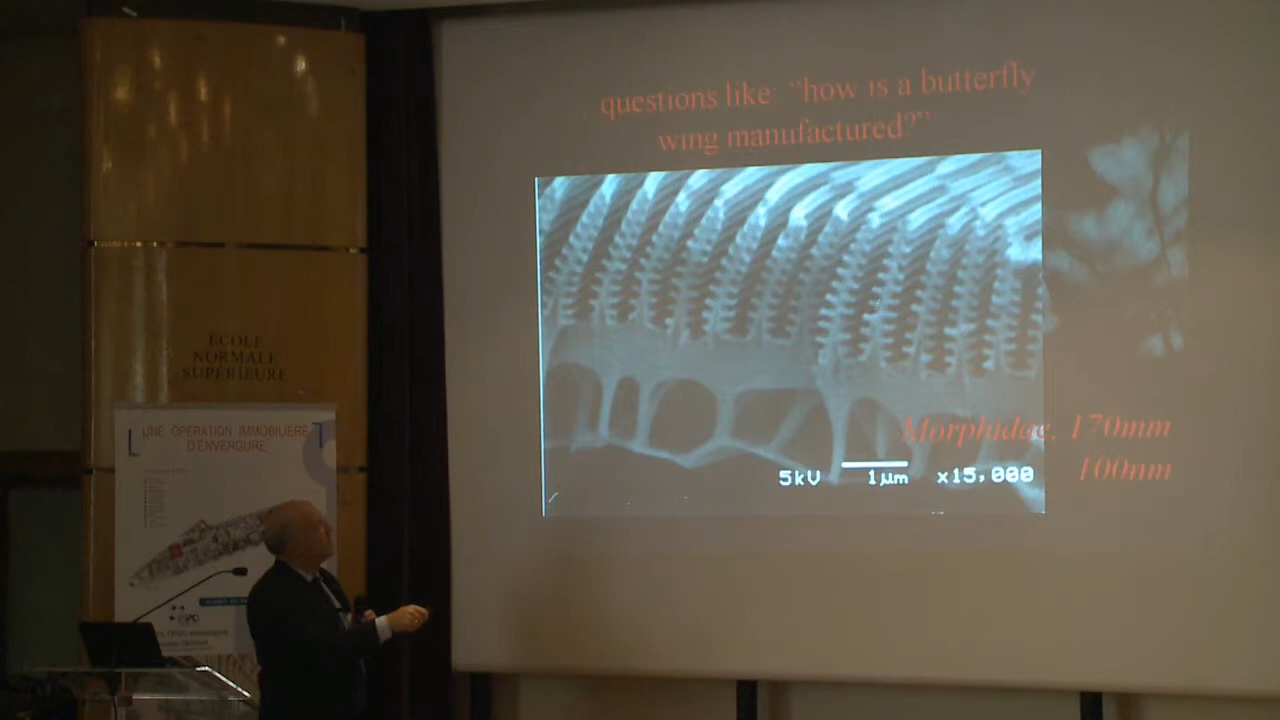 questions like: “how is a butterfly
wing manufactured?”
Morphidae, 170mm
100nm
5kV 1µm x15,000
ÉCOLE
NORMALE
SUPÉRIEURE
UNE OPÉRATION IMMOBILIÈRE
D'ENVERGURE